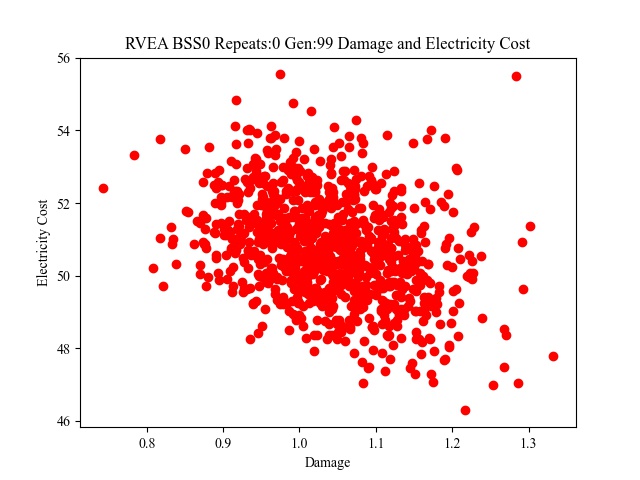 RVEA BSS0 Repeats:0 Gen:99 Damage and Electricity Cost
56
54
52
50
48
46
Electricity Cost
0.8 0.9 1.0 1.1 1.2 1.3
Damage